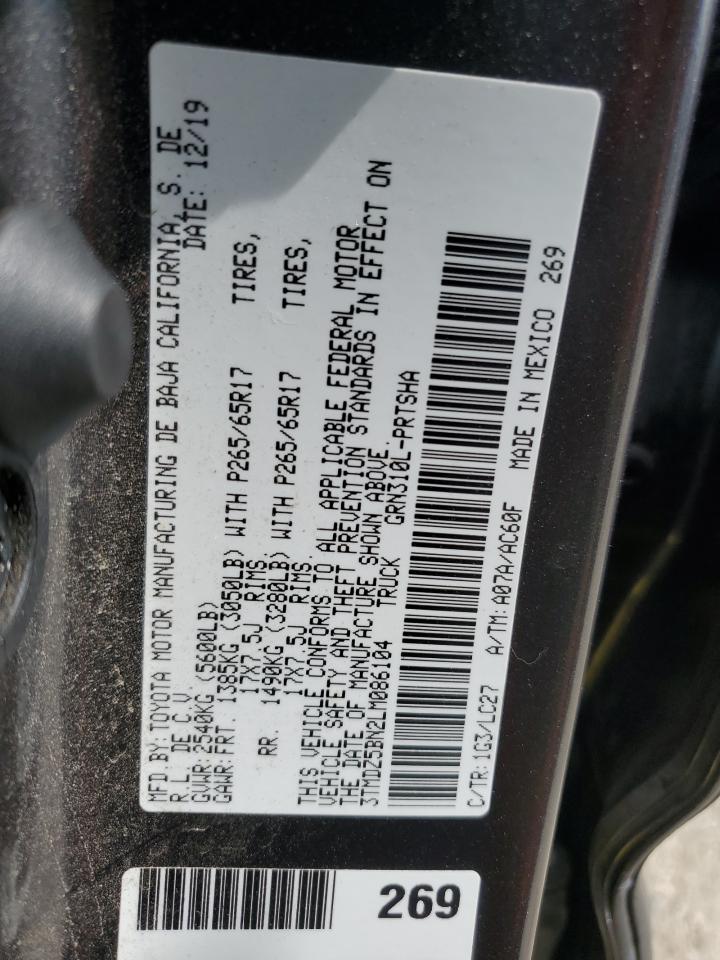 MFD BY: TOYOTA MOTOR MANUFACTURING DE BAJA CALIFORNIA, S. DE
R.L. DE C.V. DATE: 12/19
GVWR: 2540KG (5600LB)
GAWR: FRT. 1385KG (3050LB) WITH P265/65R17 TIRES,
17X7.5J RIMS
RR. 1490KG (3280LB) WITH P265/65R17 TIRES,
17X7.5J RIMS
THIS VEHICLE CONFORMS TO ALL APPLICABLE FEDERAL MOTOR
VEHICLE SAFETY AND THEFT PREVENTION STANDARDS IN EFFECT ON
THE DATE OF MANUFACTURE SHOWN ABOVE.
3TMDZ5BN2LM086104 TRUCK GRN310L-PRTSHA
C/TR: 1G3/LC27 A/TM: A07A/AC60F MADE IN MEXICO 269
269